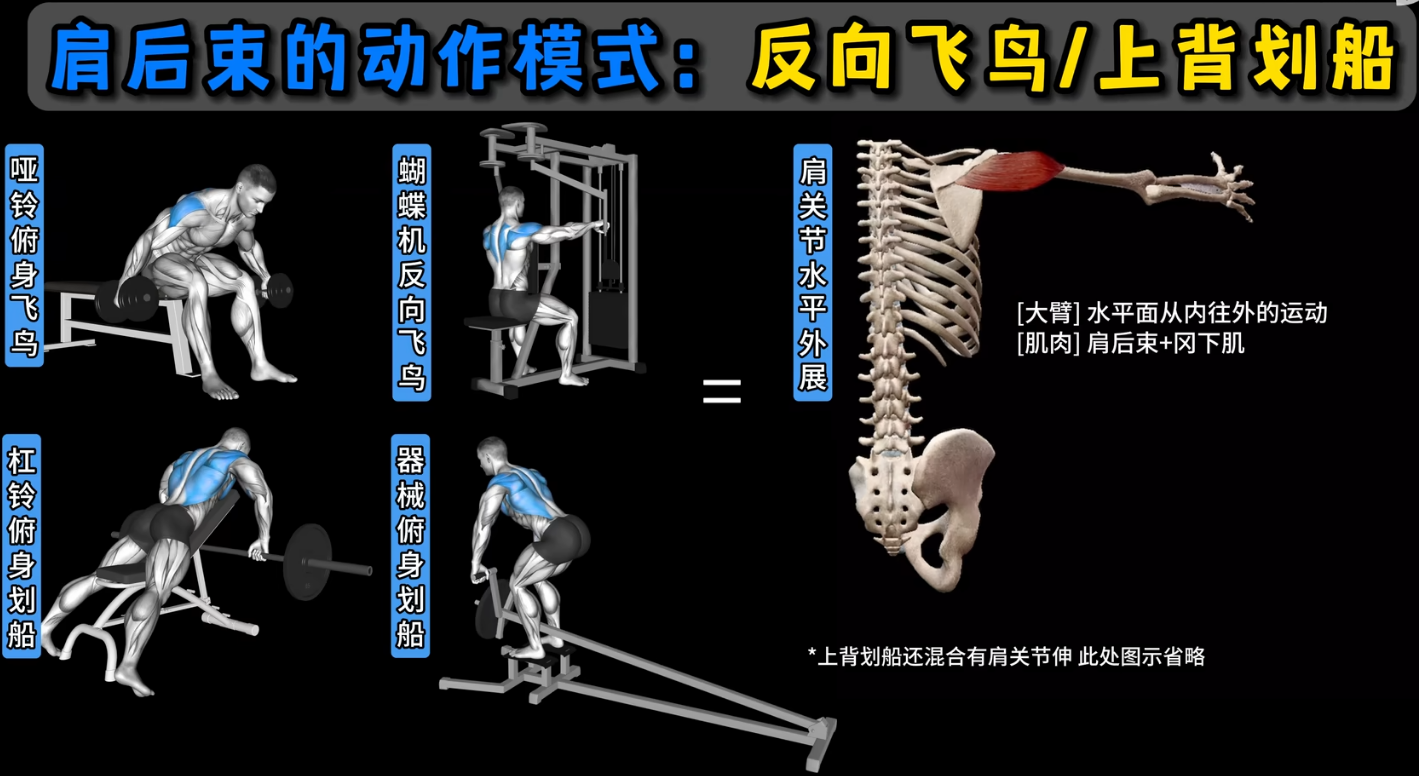 肩后束的动作模式：反向飞鸟/上背划船
哑铃俯身飞鸟
蝴蝶机反向飞鸟
肩关节水平外展
[大臂] 水平面从内往外的运动
[肌肉] 肩后束+冈下肌
=
杠铃俯身划船
器械俯身划船
*上背划船还混合有肩关节伸 此处图示省略